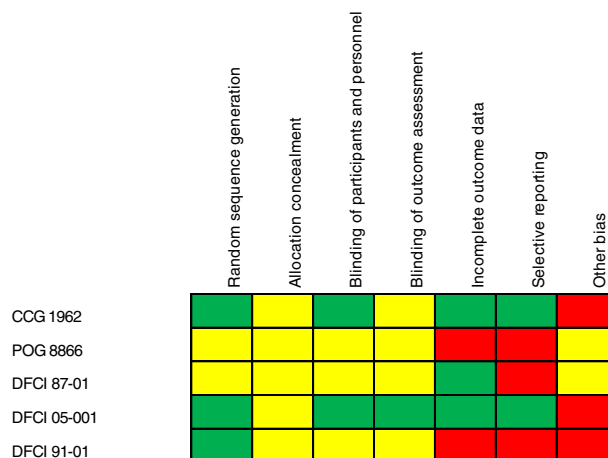 Random sequence generation
Allocation concealment
Blinding of participants and personnel
Blinding of outcome assessment
Incomplete outcome data
Selective reporting
Other bias
CCG 1962
POG 8866
DFCI 87-01
DFCI 05-001
DFCI 91-01